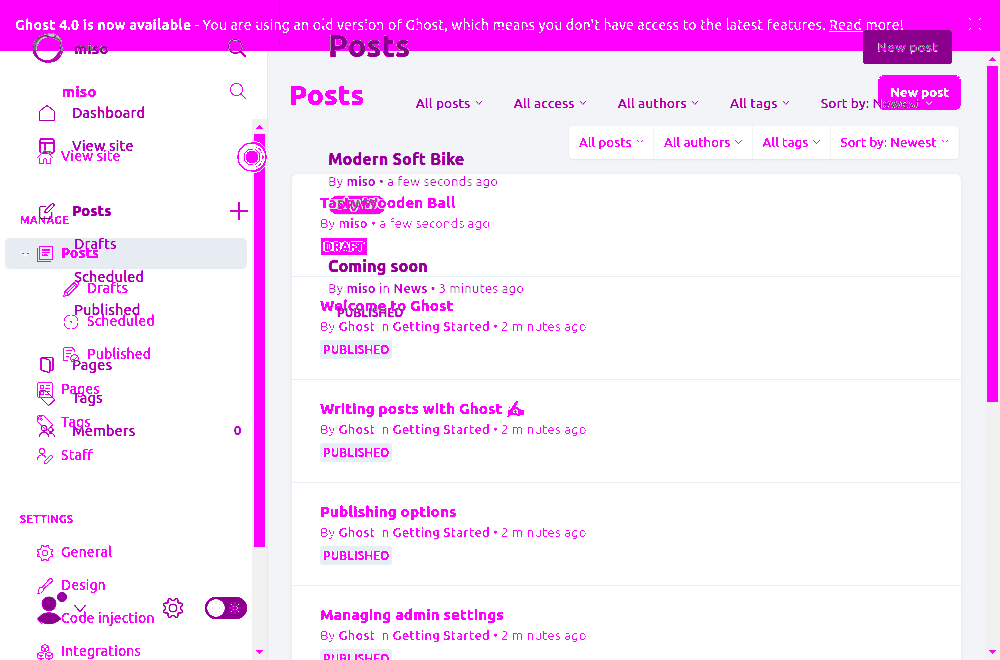 Ghost 4.0 is now available - You are using an old version of Ghost, which means you don't have access to the latest features. Read more!
miso
Posts
New post
miso
Posts
New post
Dashboard
All posts
All access
All authors
All tags
Sort by: Newest
View site
View site
All posts
All authors
All tags
Sort by: Newest
Modern Soft Bike
By miso • a few seconds ago
Posts
MANAGE
Tasty Wooden Ball
By miso • a few seconds ago
DRAFT
Drafts
Posts
DRAFT
Scheduled
Drafts
Coming soon
By miso in News • 3 minutes ago
Published
Scheduled
Welcome to Ghost
PUBLISHED
By Ghost in Getting Started • 2 minutes ago
PUBLISHED
Published
Pages
Pages
Tags
Tags
Members 0
Staff
Writing posts with Ghost ✍️
By Ghost in Getting Started • 2 minutes ago
PUBLISHED
SETTINGS
General
Design
Code injection
Integrations
Publishing options
By Ghost in Getting Started • 2 minutes ago
PUBLISHED
Managing admin settings
By Ghost in Getting Started • 2 minutes ago
PUBLISHED